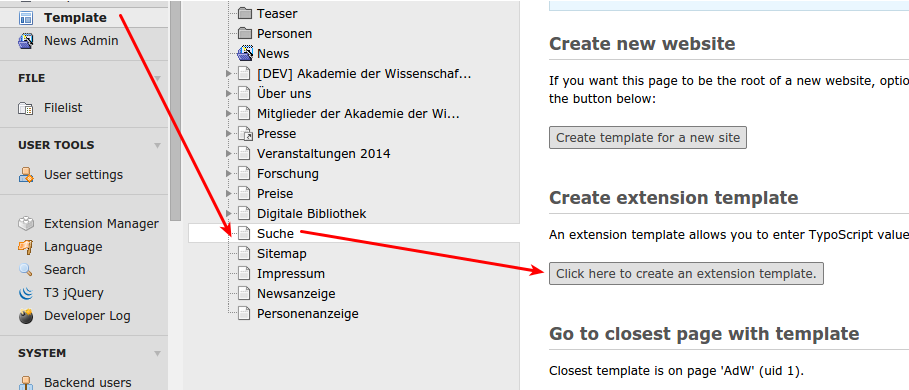 Template
News Admin
FILE
Filelist
USER TOOLS
User settings
Extension Manager
Language
Search
T3 jQuery
Developer Log
SYSTEM
Backend users
Teaser
Personen
News
[DEV] Akademie der Wissenschaf...
Über uns
Mitglieder der Akademie der Wi...
Presse
Veranstaltungen 2014
Forschung
Preise
Digitale Bibliothek
Suche
Sitemap
Impressum
Newsanzeige
Personenanzeige
Create new website
If you want this page to be the root of a new website, optio
the button below:
Create template for a new site
Create extension template
An extension template allows you to enter TypoScript value
Click here to create an extension template.
Go to closest page with template
Closest template is on page 'AdW' (uid 1).